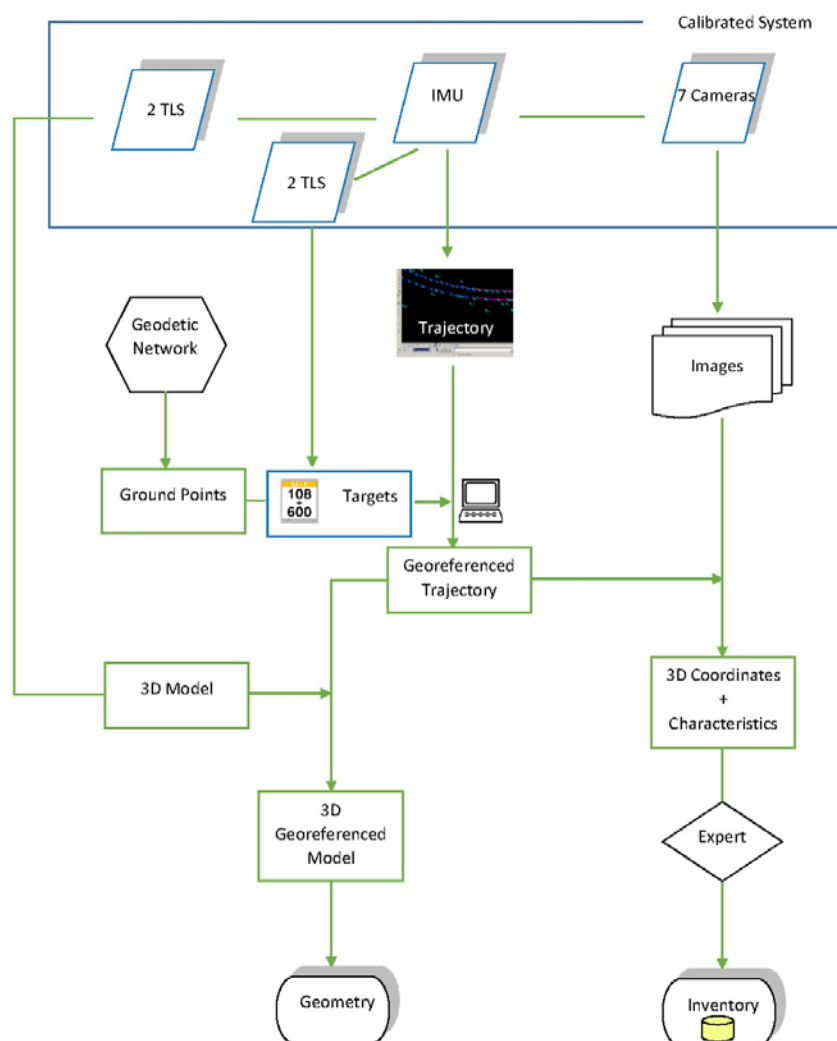 Calibrated System
2 TLS
IMU
7 Cameras
2 TLS
Geodetic
Network
Trajectory
Images
Ground Points
10B
600
Targets
Georeferenced
Trajectory
3D Model
3D Coordinates
+
Characteristics
3D
Georeferenced
Model
Expert
Geometry
Inventory